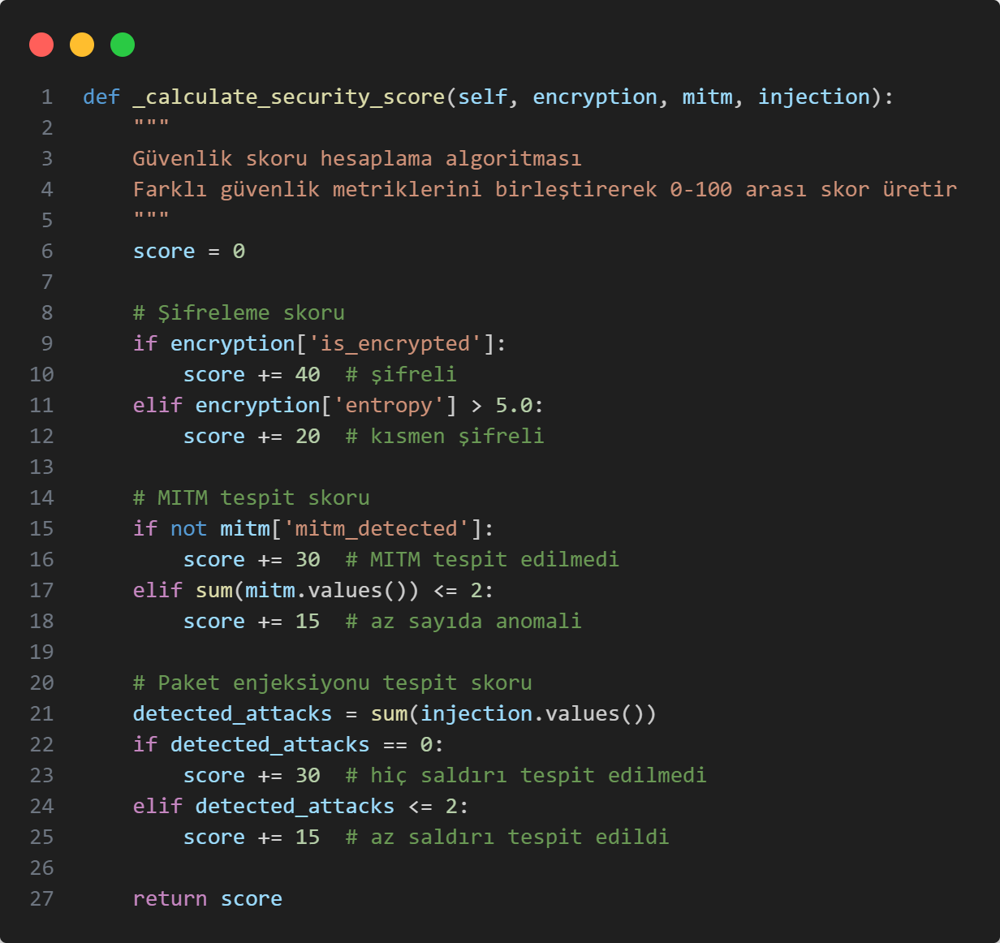 1 def _calculate_security_score(self, encryption, mitm, injection):
2     """
3     Güvenlik skoru hesaplama algoritması
4     Farklı güvenlik metriklerini birleştirerek 0-100 arası skor üretir
5     """
6     score = 0
7
8     # Şifreleme skoru
9     if encryption['is_encrypted']:
10         score += 40  # şifreli
11     elif encryption['entropy'] > 5.0:
12         score += 20  # kısmen şifreli
13
14     # MITM tespit skoru
15     if not mitm['mitm_detected']:
16         score += 30  # MITM tespit edilmedi
17     elif sum(mitm.values()) <= 2:
18         score += 15  # az sayıda anomali
19
20     # Paket enjeksiyonu tespit skoru
21     detected_attacks = sum(injection.values())
22     if detected_attacks == 0:
23         score += 30  # hiç saldırı tespit edilmedi
24     elif detected_attacks <= 2:
25         score += 15  # az saldırı tespit edildi
26
27     return score